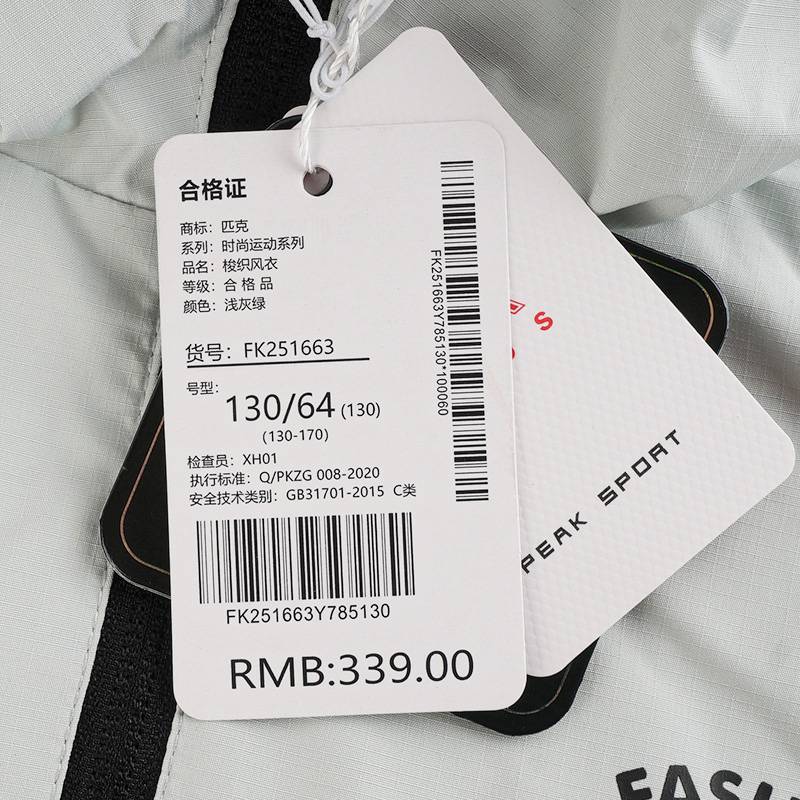 合格证
商标：匹克
系列：时尚运动系列
品名：梭织风衣
等级：合 格 品
颜色：浅灰绿
货号：FK251663
号型：
130/64 (130)
(130-170)
检查员：XH01
执行标准：Q/PKZG 008-2020
安全技术类别：GB31701-2015 C类
FK251663Y785130
RMB:339.00
FK251663Y785130*100060
S
PEAK SPORT